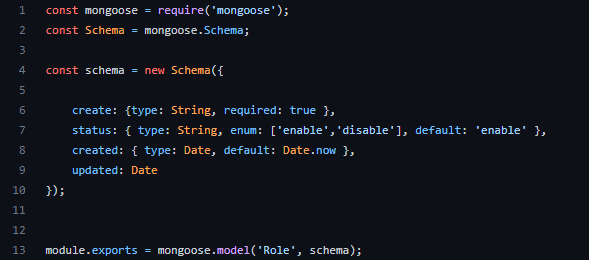 1 const mongoose = require('mongoose');
2 const Schema = mongoose.Schema;
3
4 const schema = new Schema({
5
6 create: {type: String, required: true },
7 status: { type: String, enum: ['enable','disable'], default: 'enable' },
8 created: { type: Date, default: Date.now },
9 updated: Date
10 });
11
12
13 module.exports = mongoose.model('Role', schema);